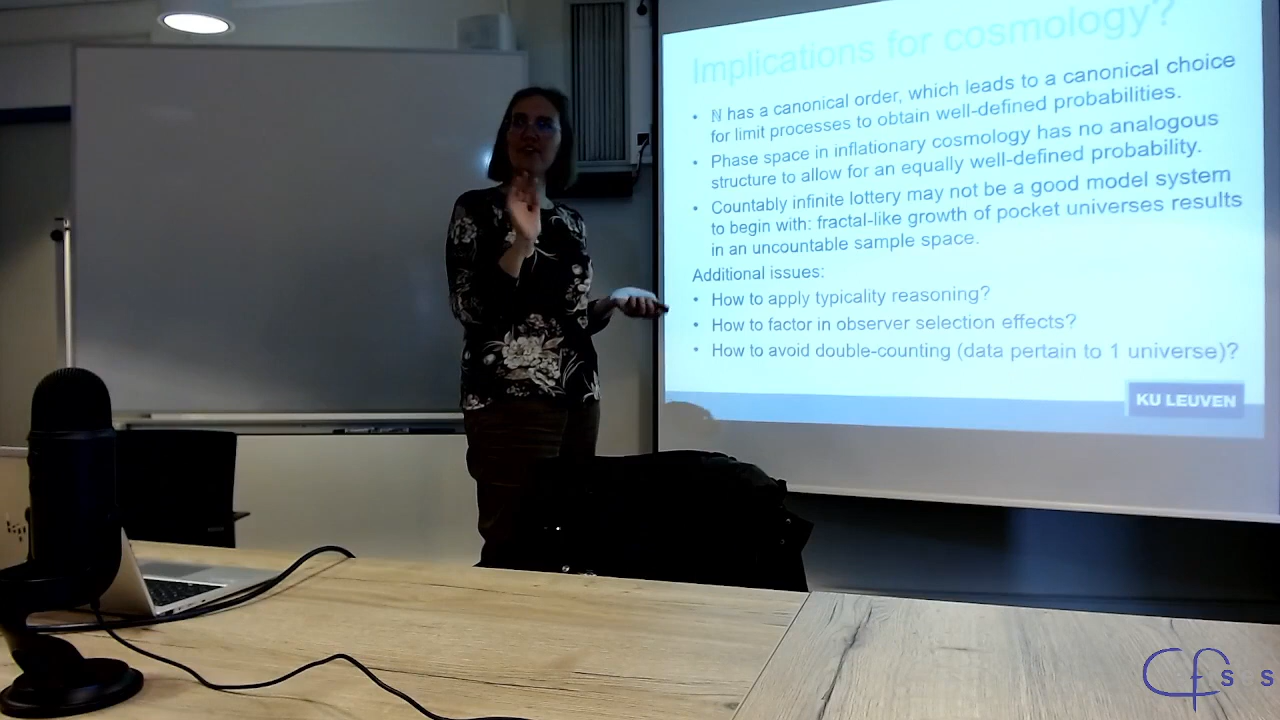 Implications for cosmology?
• ℕ has a canonical order, which leads to a canonical choice
for limit processes to obtain well-defined probabilities.
• Phase space in inflationary cosmology has no analogous
structure to allow for an equally well-defined probability.
• Countably infinite lottery may not be a good model system
to begin with: fractal-like growth of pocket universes results
in an uncountable sample space.
Additional issues:
• How to apply typicality reasoning?
• How to factor in observer selection effects?
• How to avoid double-counting (data pertain to 1 universe)?
KU LEUVEN
Cfs s